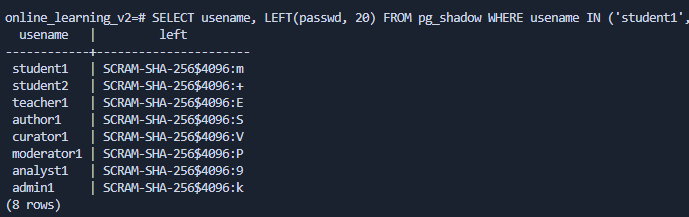 online_learning_v2=# SELECT usename, LEFT(passwd, 20) FROM pg_shadow WHERE usename IN ('student1',
  usename   |         left
------------+----------------------
 student1   | SCRAM-SHA-256$4096:m
 student2   | SCRAM-SHA-256$4096:+
 teacher1   | SCRAM-SHA-256$4096:E
 author1    | SCRAM-SHA-256$4096:S
 curator1   | SCRAM-SHA-256$4096:V
 moderator1 | SCRAM-SHA-256$4096:P
 analyst1   | SCRAM-SHA-256$4096:9
 admin1     | SCRAM-SHA-256$4096:k
(8 rows)